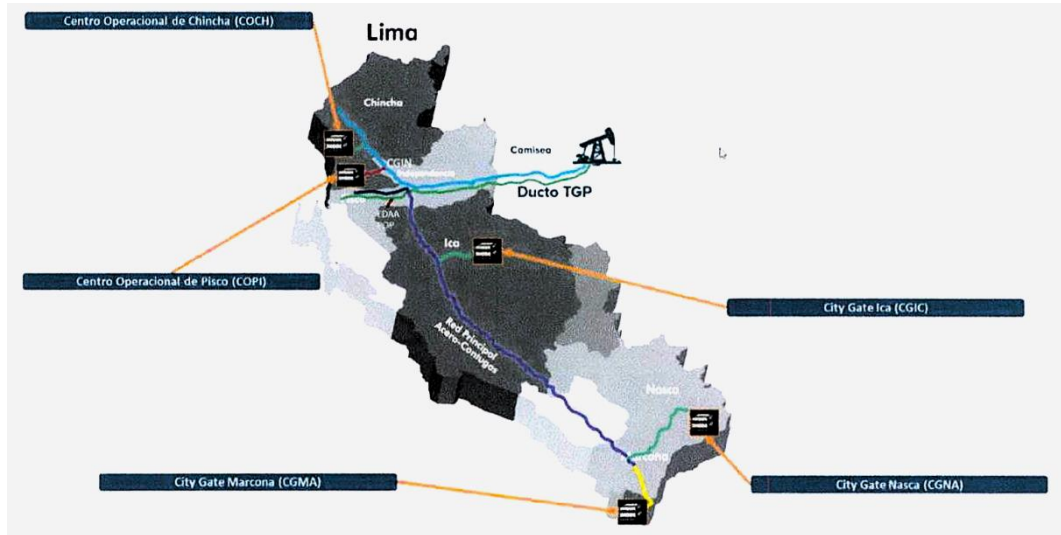 Centro Operacional de Chincha (COCH)
Lima
Chincha
CGIN
Independencia
Camisea
Ducto TGP
Ica
Centro Operacional de Pisco (COPI)
City Gate Ica (CGIC)
Red Principal
Acero-Contugas
Nasca
City Gate Marcona (CGMA)
City Gate Nasca (CGNA)